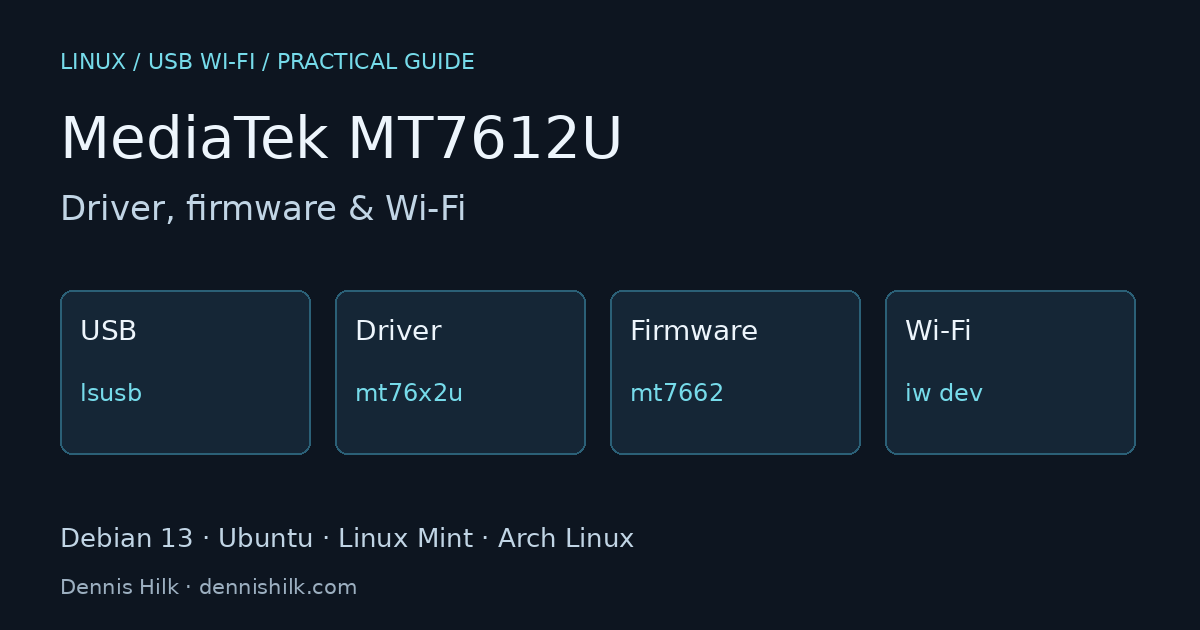 LINUX / USB WI-FI / PRACTICAL GUIDE
MediaTek MT7612U
Driver, firmware & Wi-Fi
USB
lsusb
Driver
mt76x2u
Firmware
mt7662
Wi-Fi
iw dev
Debian 13 · Ubuntu · Linux Mint · Arch Linux
Dennis Hilk · dennishilk.com